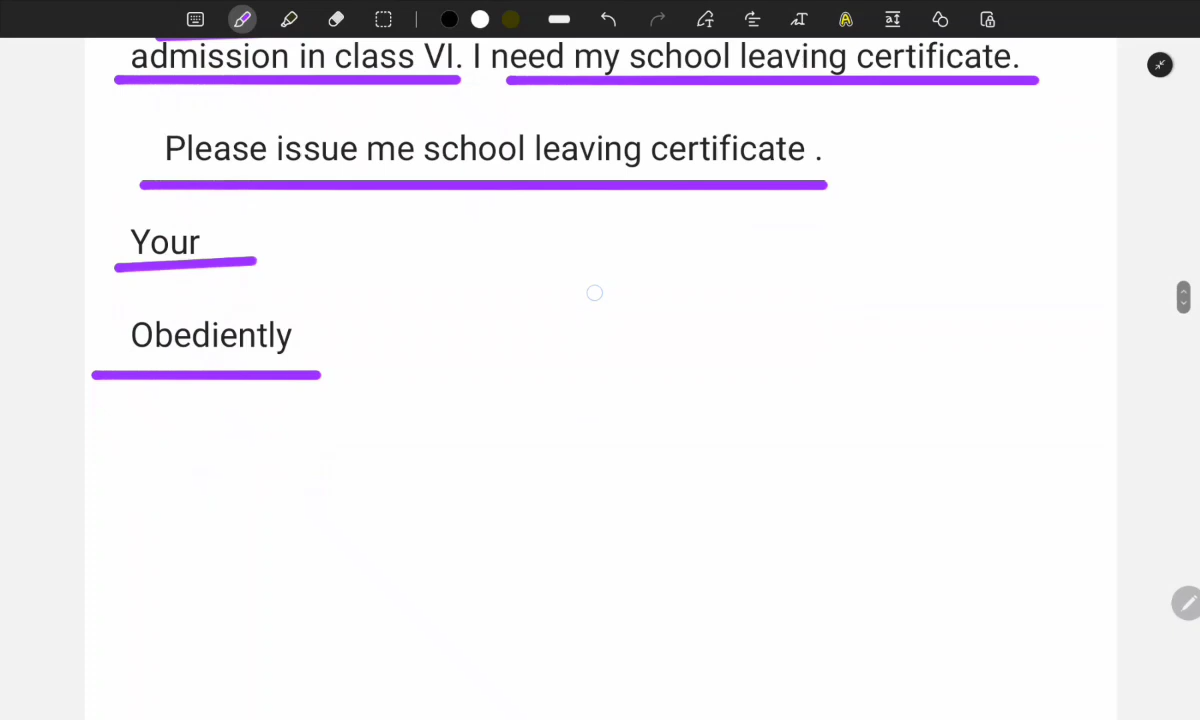 admission in class VI. I need my school leaving certificate.
Please issue me school leaving certificate .
Your
Obediently